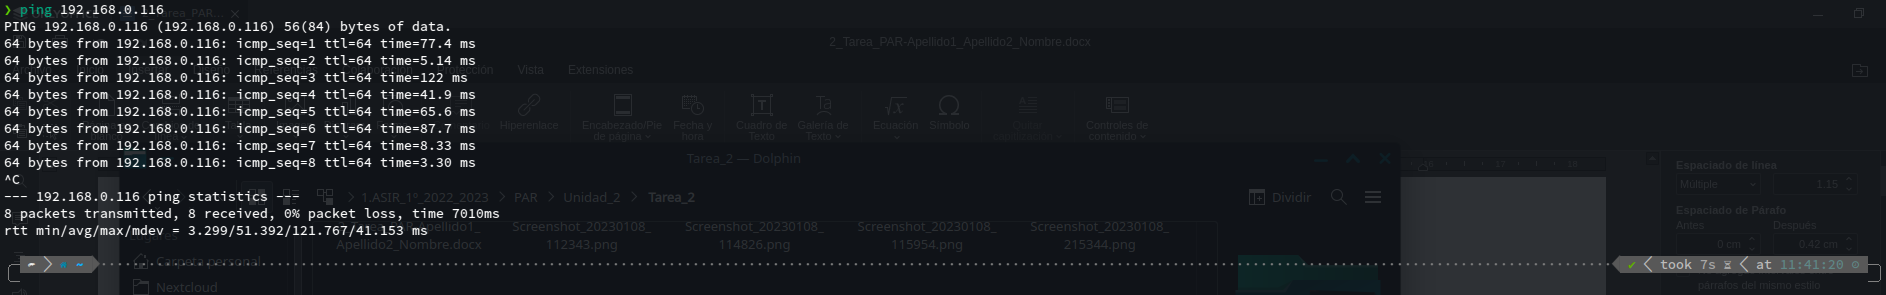 ❯ ping 192.168.0.116
PING 192.168.0.116 (192.168.0.116) 56(84) bytes of data.
64 bytes from 192.168.0.116: icmp_seq=1 ttl=64 time=77.4 ms
64 bytes from 192.168.0.116: icmp_seq=2 ttl=64 time=5.14 ms
64 bytes from 192.168.0.116: icmp_seq=3 ttl=64 time=122 ms
64 bytes from 192.168.0.116: icmp_seq=4 ttl=64 time=41.9 ms
64 bytes from 192.168.0.116: icmp_seq=5 ttl=64 time=65.6 ms
64 bytes from 192.168.0.116: icmp_seq=6 ttl=64 time=87.7 ms
64 bytes from 192.168.0.116: icmp_seq=7 ttl=64 time=8.33 ms
64 bytes from 192.168.0.116: icmp_seq=8 ttl=64 time=3.30 ms
^C
--- 192.168.0.116 ping statistics ---
8 packets transmitted, 8 received, 0% packet loss, time 7010ms
rtt min/avg/max/mdev = 3.299/51.392/121.767/41.153 ms
~
took 7s at 11:41:20
2_Tarea_PAR...
2_Tarea_PAR-Apellido1_Apellido2_Nombre.docx
Vista Extensiones
Hiperenlace
Encabezado/Pie de página
Fecha y hora
Cuadro de Texto
Galería de Texto
Ecuación
Símbolo
Controles de contenido
Tarea_2 — Dolphin
1.ASIR_1º_2022_2023 > PAR > Unidad_2 > Tarea_2
Dividir
Apellido2_Nombre.docx
Screenshot_20230108_112343.png
Screenshot_20230108_114826.png
Screenshot_20230108_115954.png
Screenshot_20230108_215344.png
Carpeta personal
Nextcloud
17
Espaciado de línea
Múltiple 1.15
Espaciado de Párafo
Antes Después
0 cm 0.42 cm
párrafos del mismo estilo